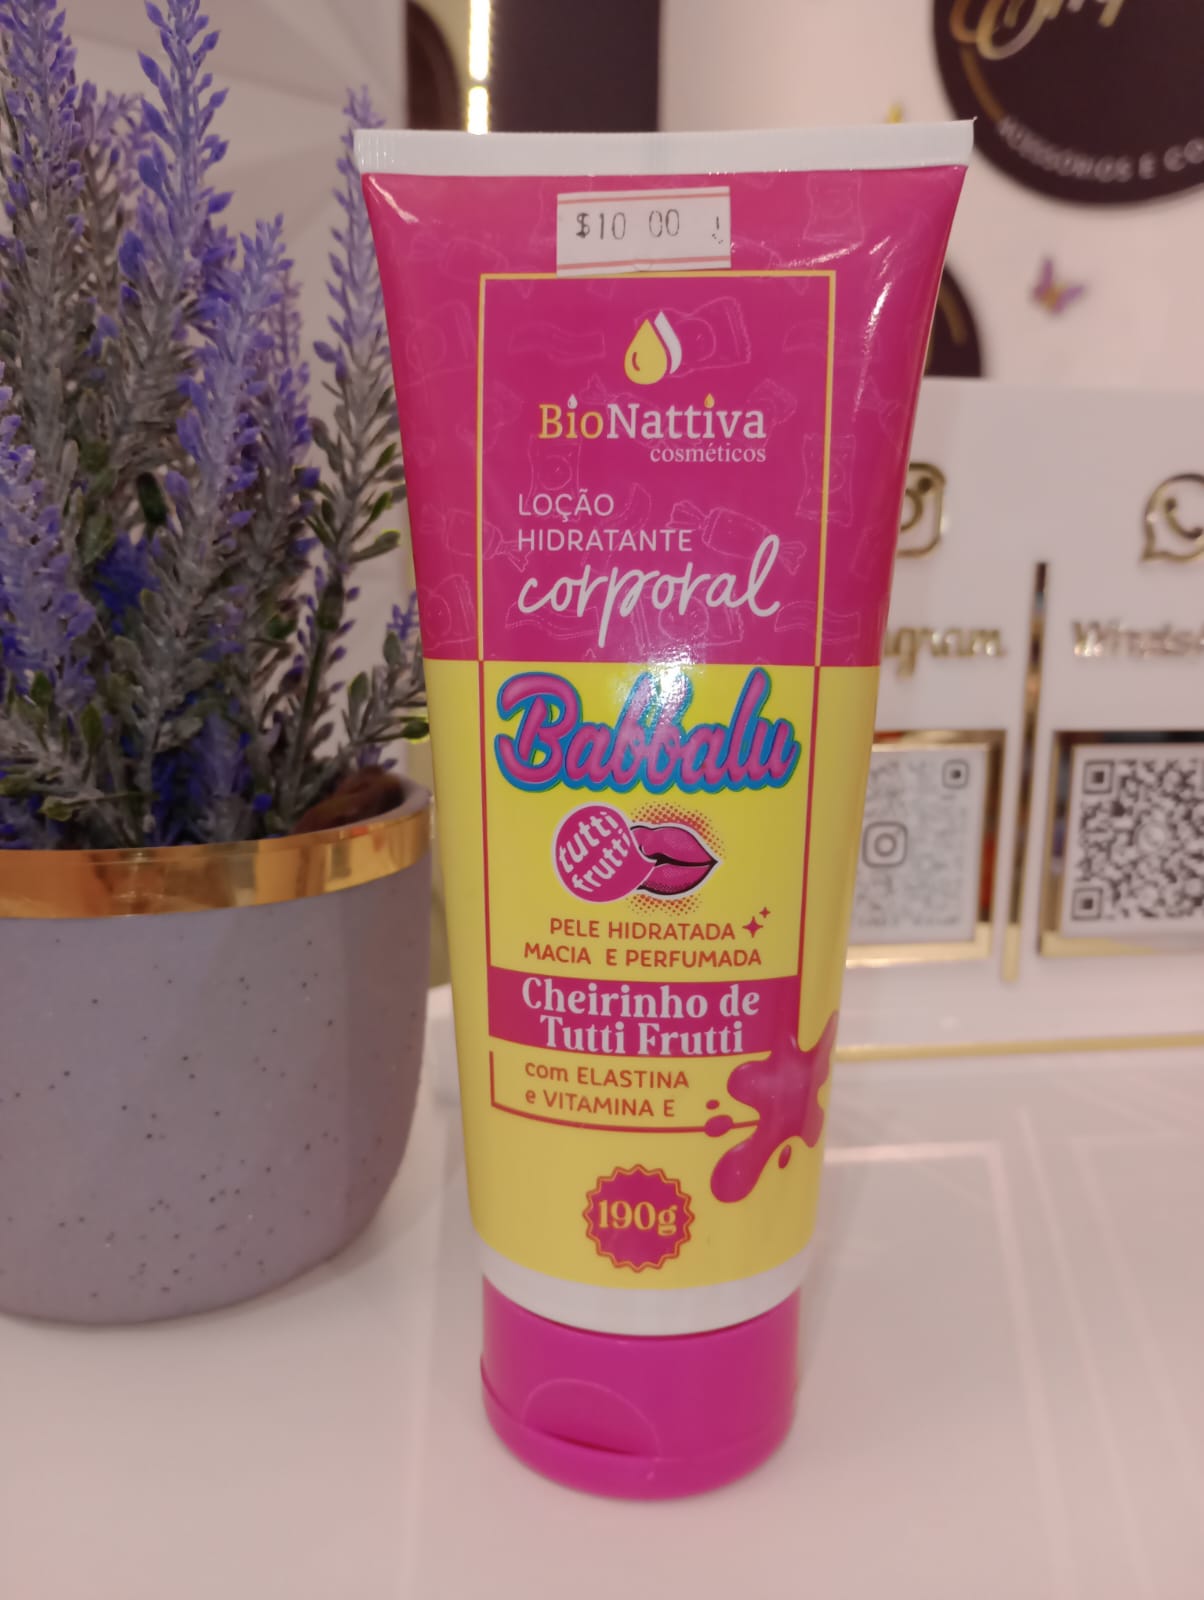 $10 00
BioNattiva
cosméticos
LOÇÃO
HIDRATANTE
corporal
Babbalu
tutti
frutti
PELE HIDRATADA
MACIA E PERFUMADA
Cheirinho de
Tutti Frutti
com ELASTINA
e VITAMINA E
190g